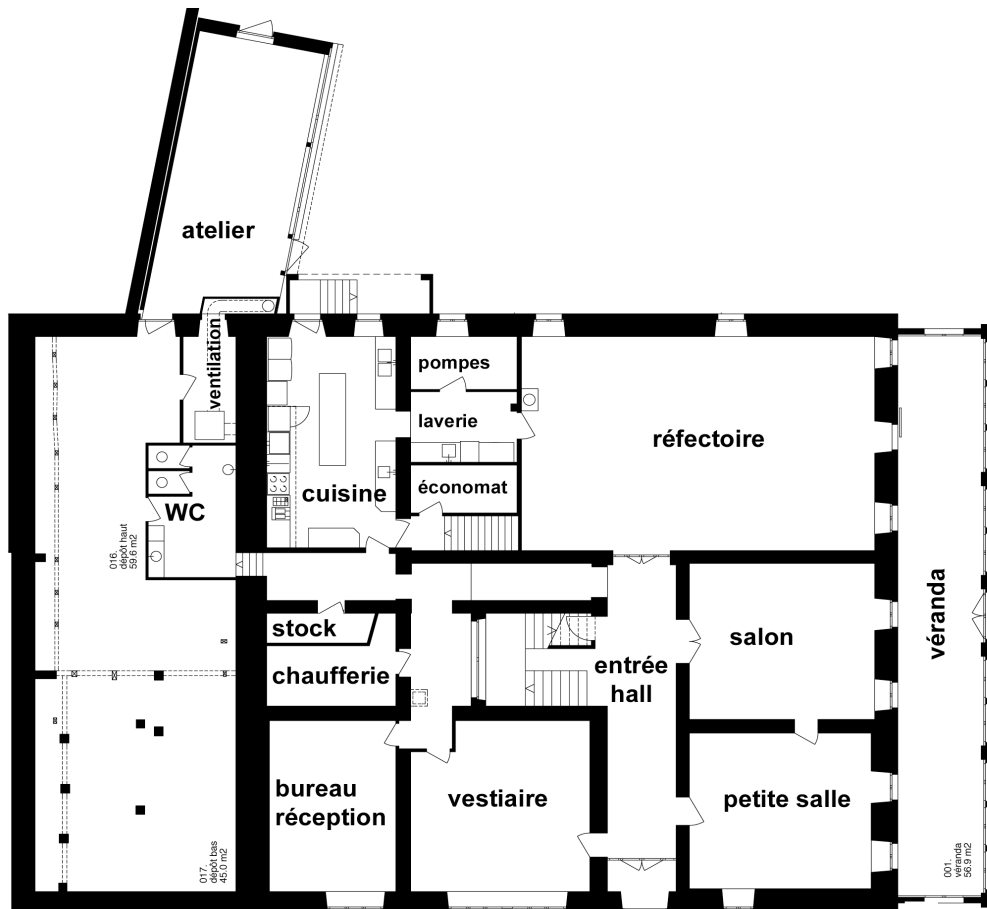 atelier
ventilation
pompes
laverie
réfectoire
cuisine
économat
WC
016.
dépôt haut
59.6 m2
stock
chaufferie
entrée
hall
salon
véranda
bureau
réception
vestiaire
petite salle
017.
dépôt bas
45.0 m2
001.
véranda
56.9 m2